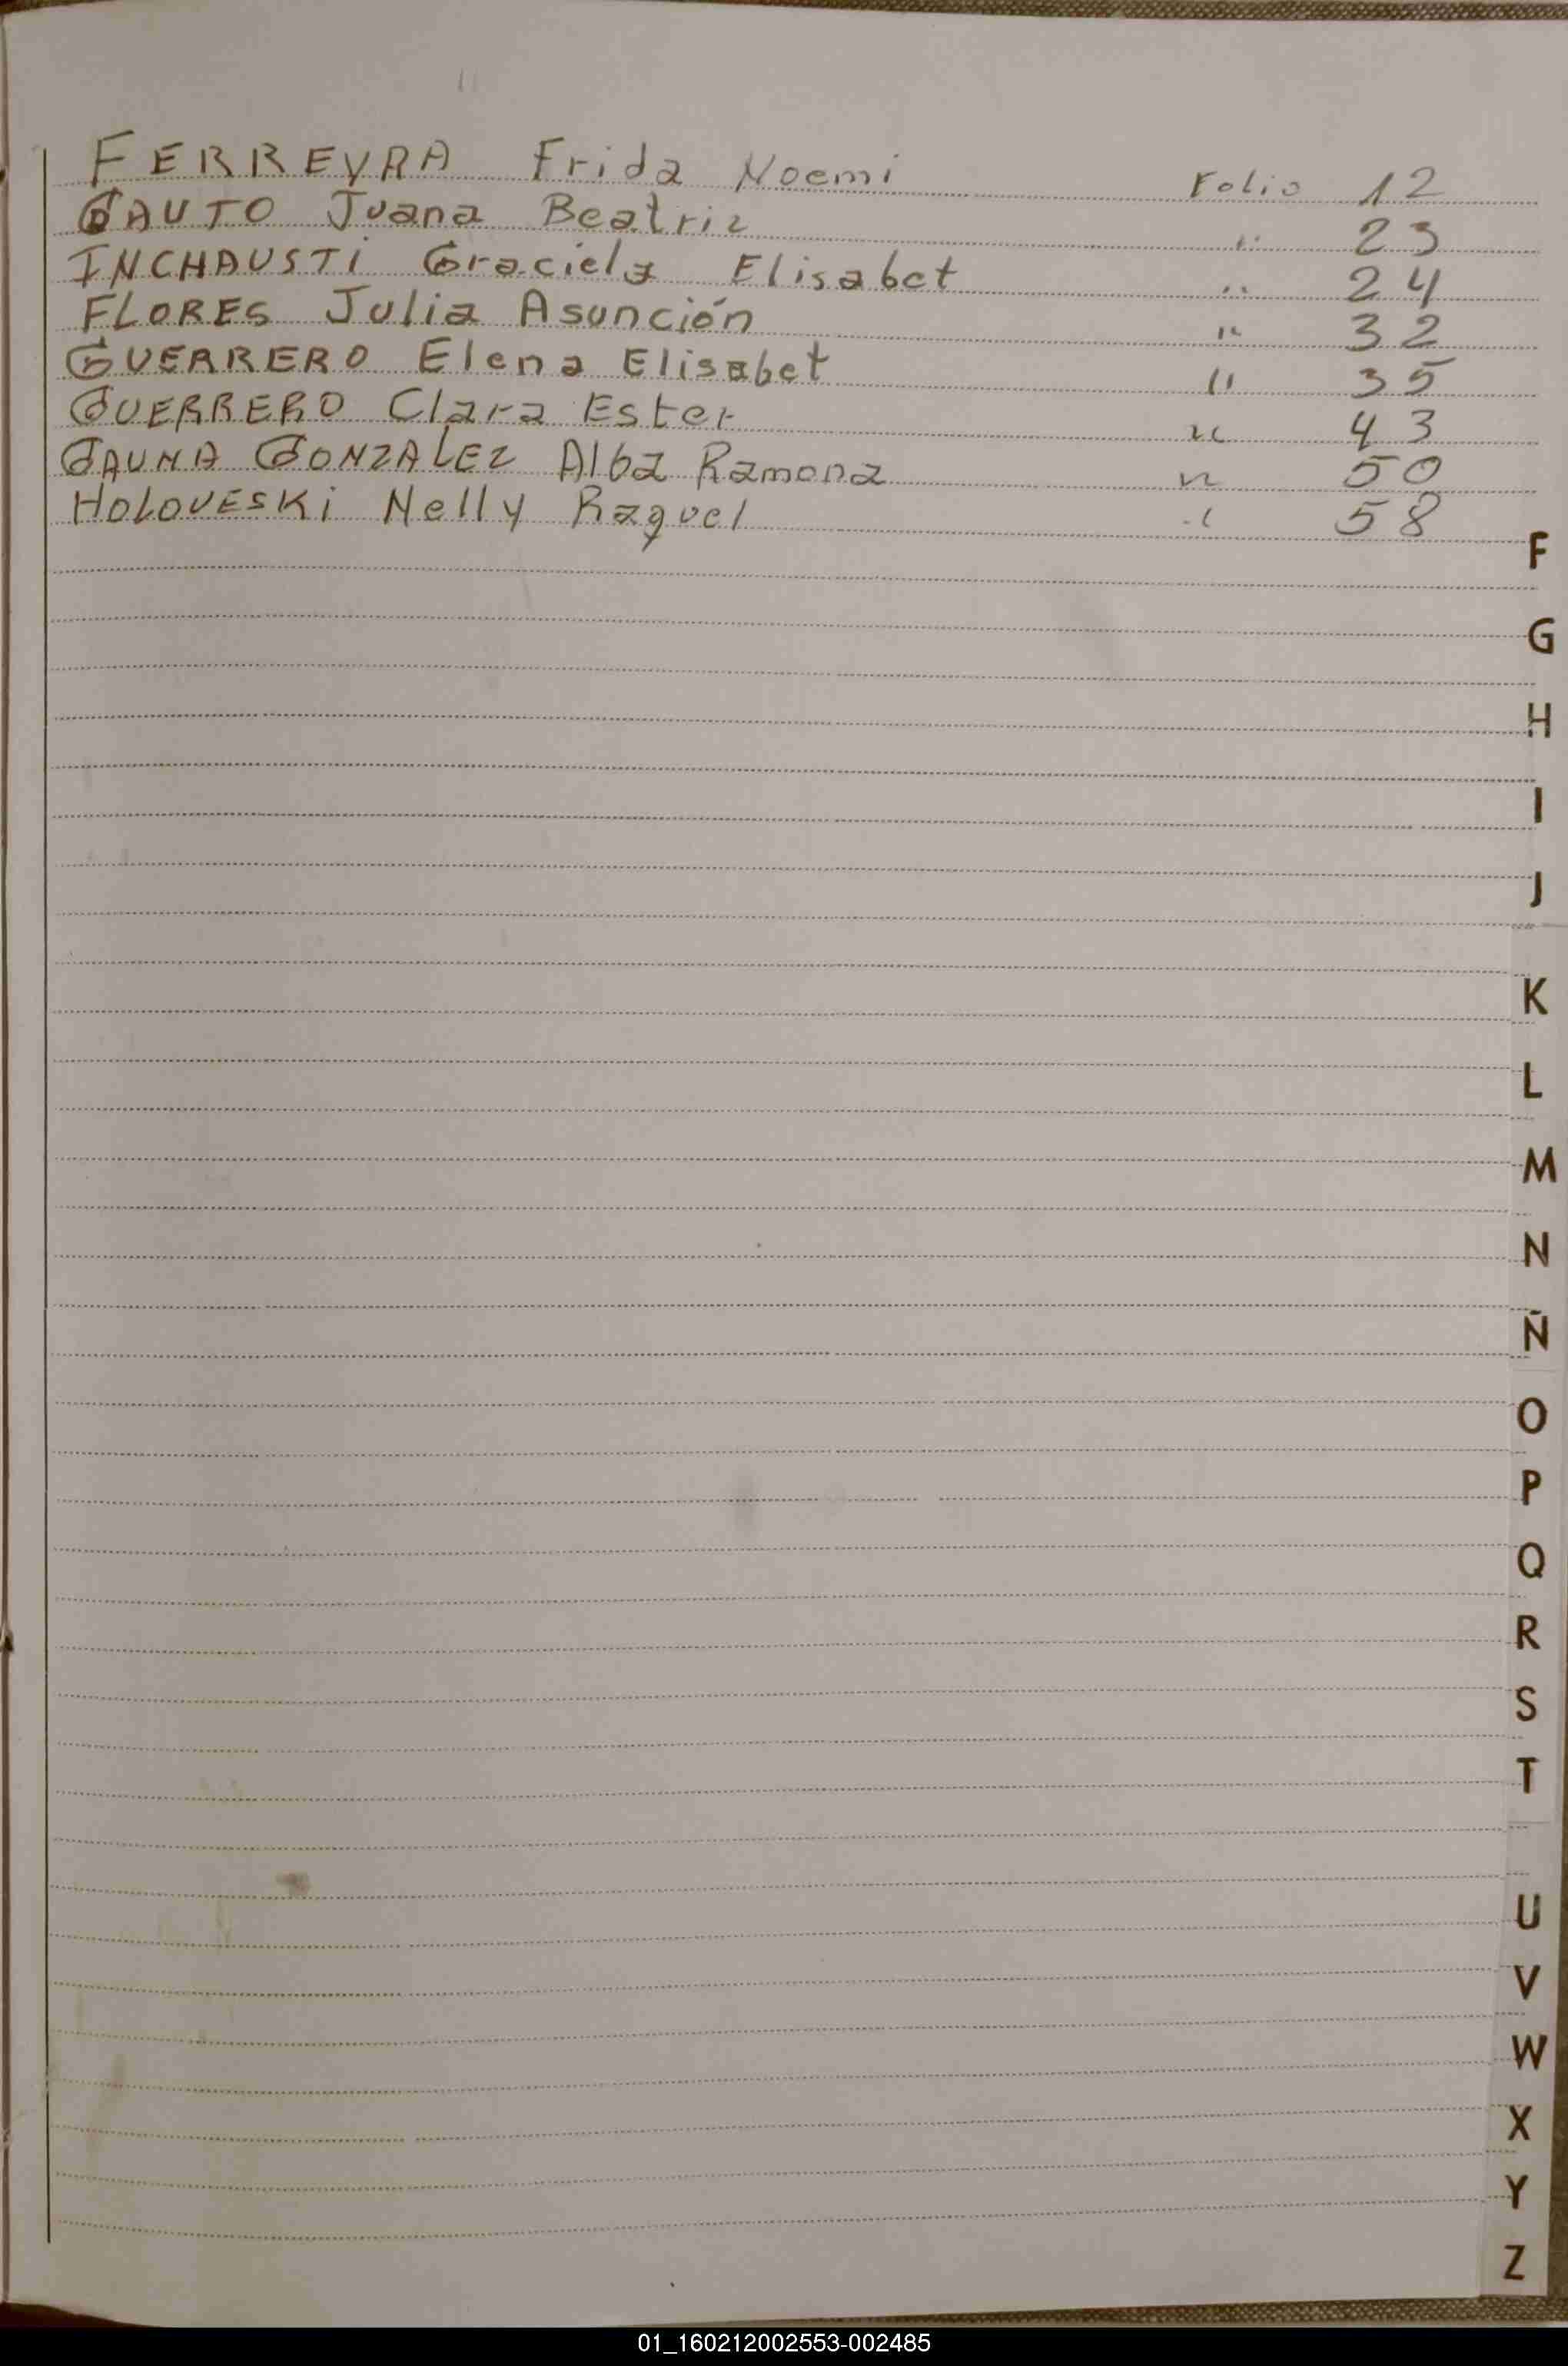 FERREYRA Frida Noemi Folio 12
GAUTO Juana Beatriz " 23
INCHAUSTi Graciela Elisabet " 24
FLORES Julia Asunción " 32
GUERRERO Elena Elisabet " 35
GUERRERO Clara Ester " 43
GAUNA GONZALEZ Alba Ramona " 50
HOLOVESKi Nelly Raquel " 58
F
G
H
I
J
K
L
M
N
Ñ
O
P
Q
R
S
T
U
V
W
X
Y
Z
01_160212002553-002485